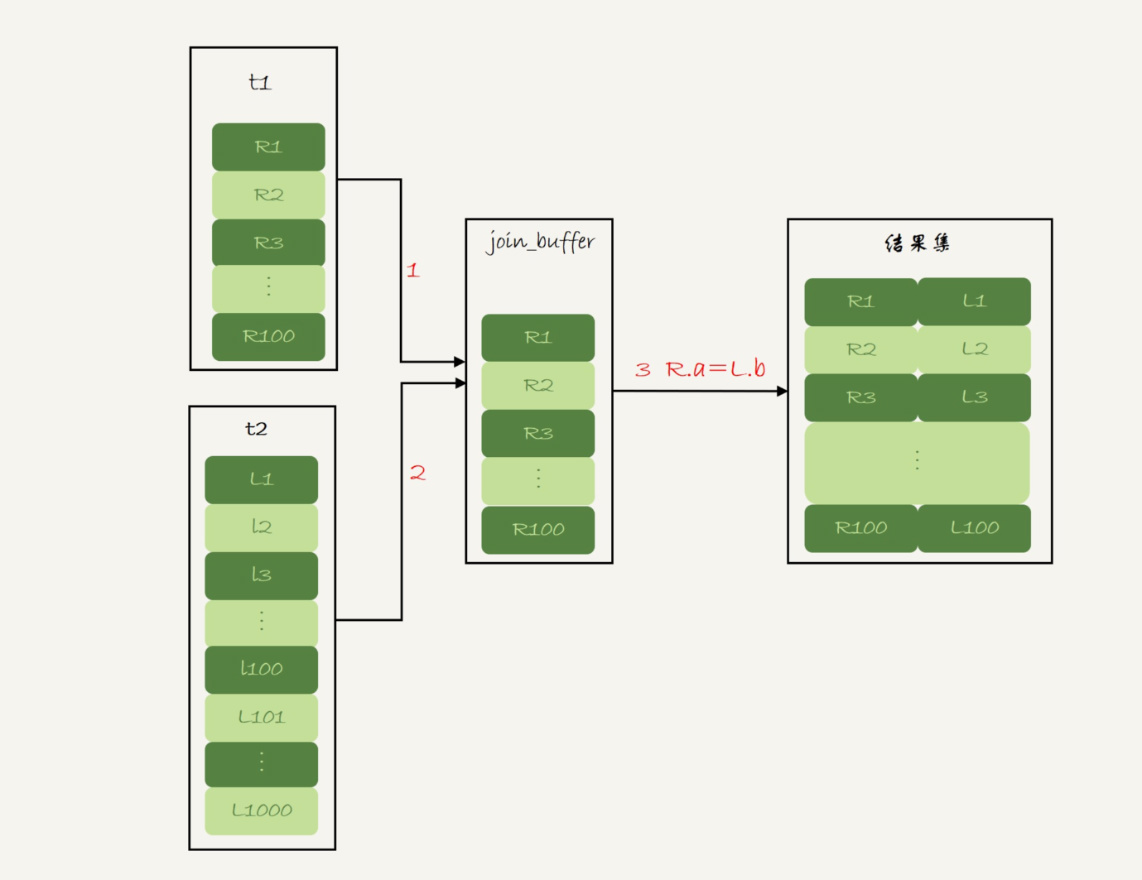 t1
R1
R2
R3
⋮
R100
1
t2
L1
l2
l3
⋮
l100
L101
⋮
L1000
2
join_buffer
R1
R2
R3
⋮
R100
3 R.a=L.b
结果集
R1 L1
R2 L2
R3 L3
⋮
R100 L100